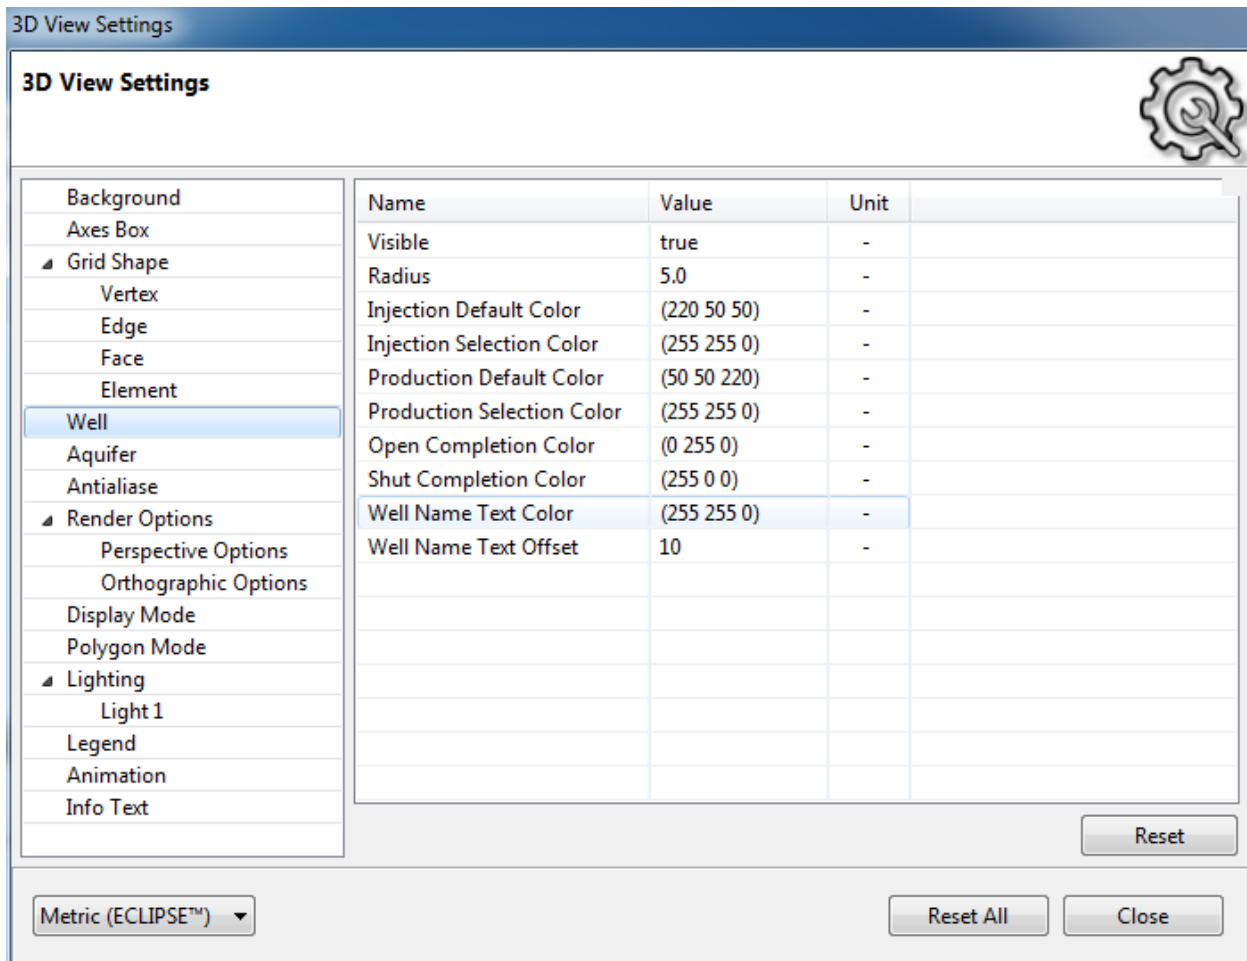 3D View Settings
3D View Settings
Background
Axes Box
Grid Shape
Vertex
Edge
Face
Element
Well
Aquifer
Antialiase
Render Options
Perspective Options
Orthographic Options
Display Mode
Polygon Mode
Lighting
Light 1
Legend
Animation
Info Text
Name Value Unit
Visible true -
Radius 5.0 -
Injection Default Color (220 50 50) -
Injection Selection Color (255 255 0) -
Production Default Color (50 50 220) -
Production Selection Color (255 255 0) -
Open Completion Color (0 255 0) -
Shut Completion Color (255 0 0) -
Well Name Text Color (255 255 0) -
Well Name Text Offset 10 -
Reset
Metric (ECLIPSE™) Reset All Close